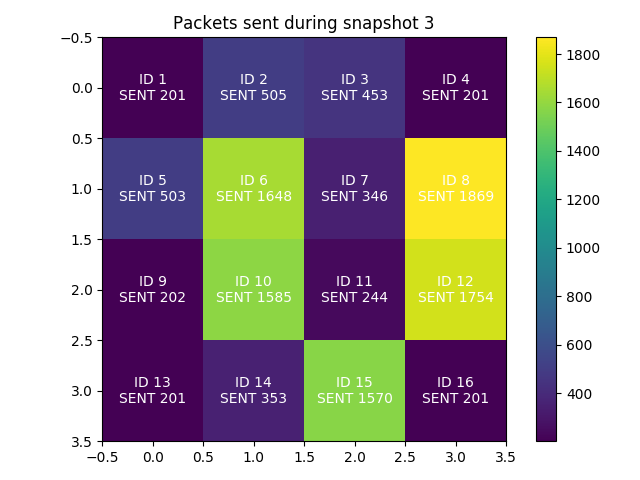 Packets sent during snapshot 3
−0.5
0.0
0.5
1.0
1.5
2.0
2.5
3.0
3.5
ID 1
SENT 201
ID 2
SENT 505
ID 3
SENT 453
ID 4
SENT 201
ID 5
SENT 503
ID 6
SENT 1648
ID 7
SENT 346
ID 8
SENT 1869
ID 9
SENT 202
ID 10
SENT 1585
ID 11
SENT 244
ID 12
SENT 1754
ID 13
SENT 201
ID 14
SENT 353
ID 15
SENT 1570
ID 16
SENT 201
−0.5 0.0 0.5 1.0 1.5 2.0 2.5 3.0 3.5
1800
1600
1400
1200
1000
800
600
400